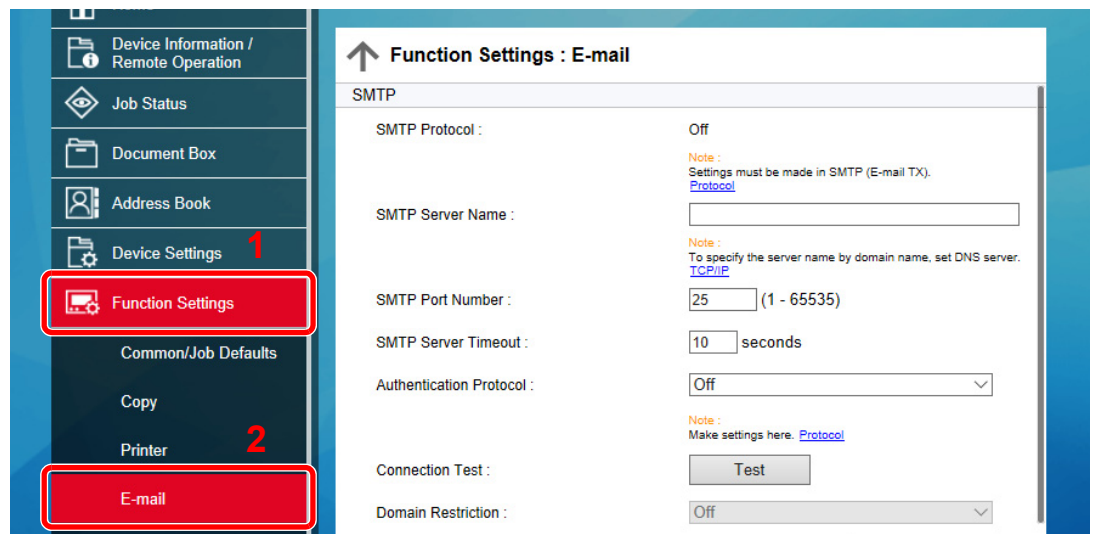 Home
Device Information /
Remote Operation
Job Status
Document Box
Address Book
1
Device Settings
Function Settings
Common/Job Defaults
Copy
2
Printer
E-mail
Function Settings : E-mail
SMTP
SMTP Protocol : Off
Note :
Settings must be made in SMTP (E-mail TX).
Protocol
SMTP Server Name :
Note :
To specify the server name by domain name, set DNS server.
TCP/IP
SMTP Port Number : 25 (1 - 65535)
SMTP Server Timeout : 10 seconds
Authentication Protocol : Off
Note :
Make settings here. Protocol
Connection Test : Test
Domain Restriction : Off